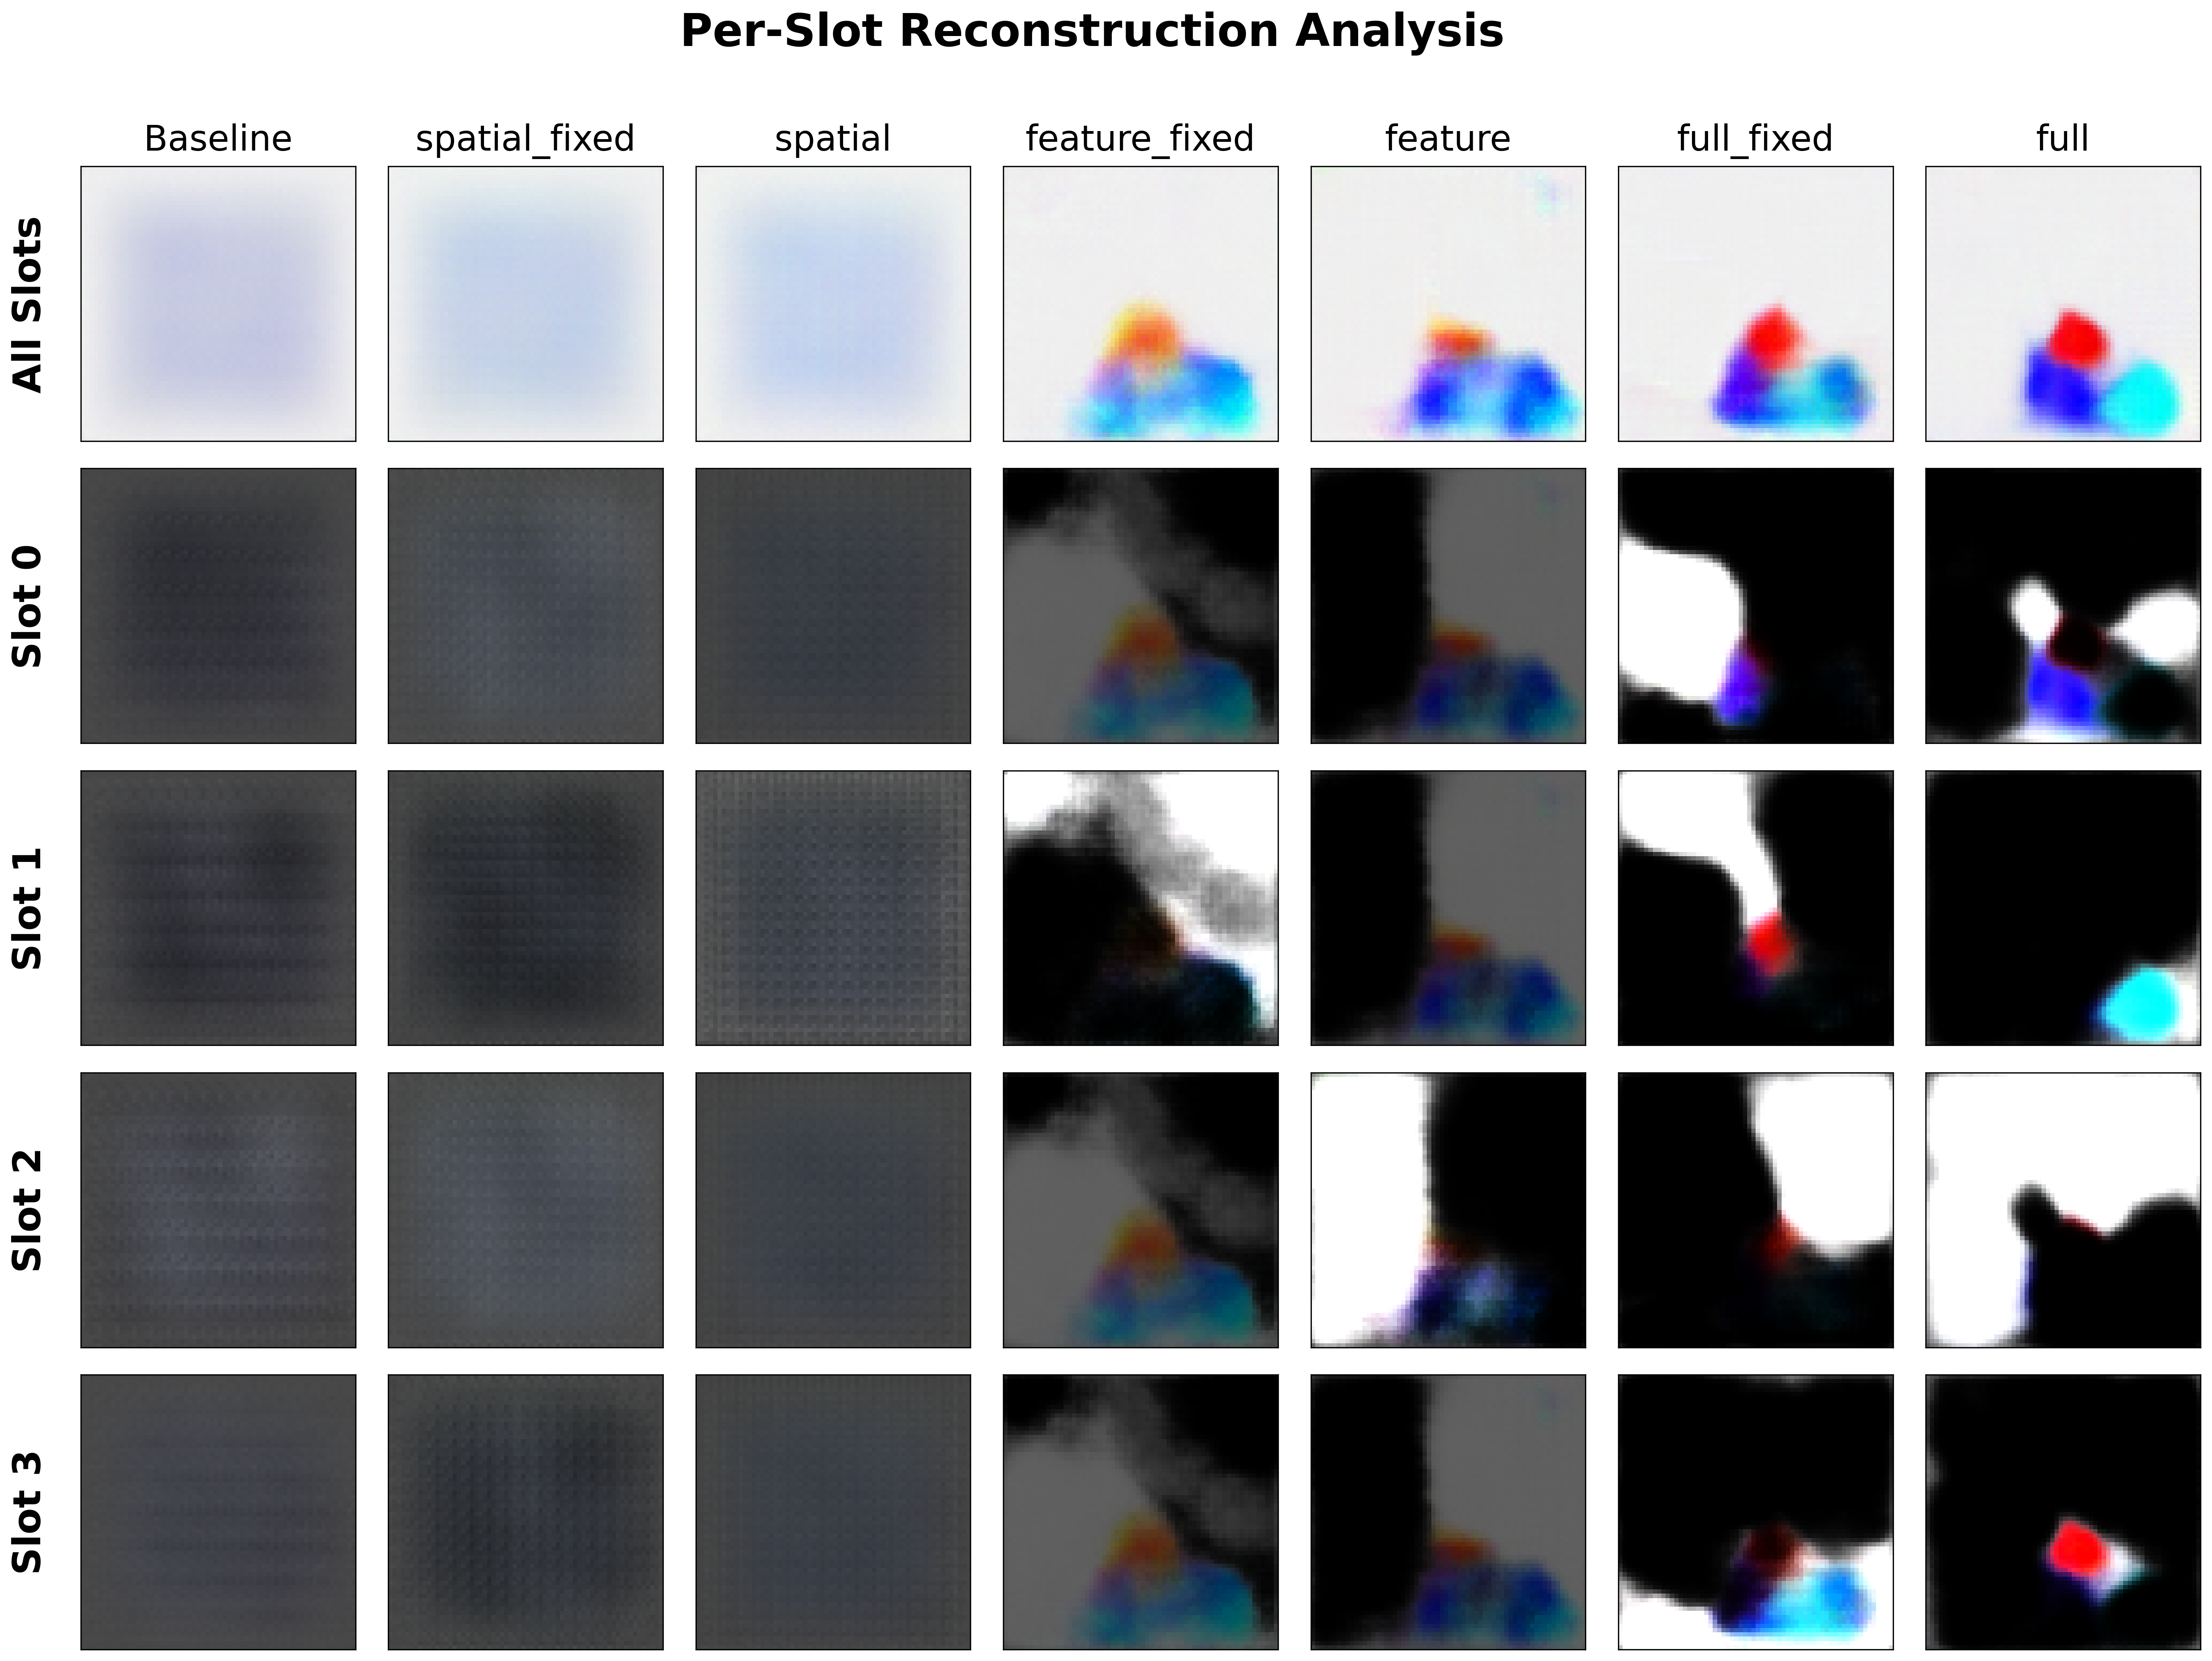 Per-Slot Reconstruction Analysis
Baseline spatial_fixed spatial feature_fixed feature full_fixed full
All Slots
Slot 0
Slot 1
Slot 2
Slot 3